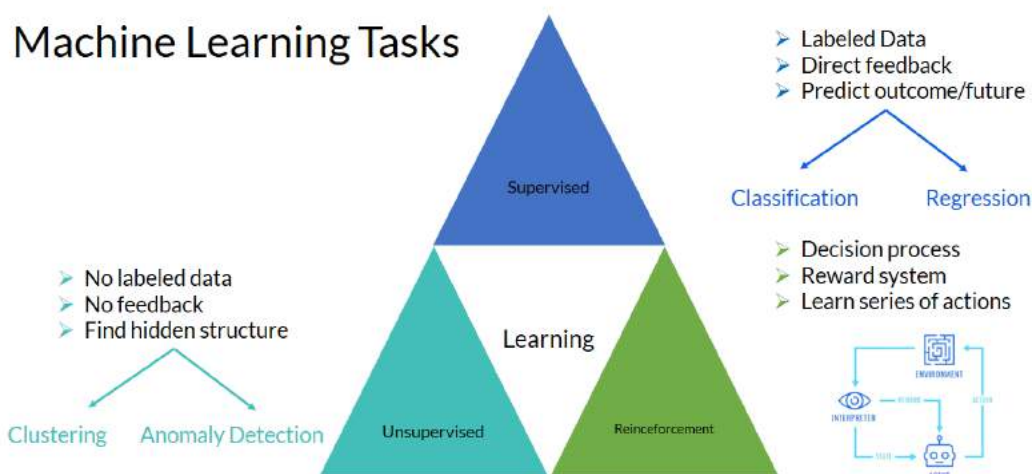 Machine Learning Tasks
Labeled Data
Direct feedback
Predict outcome/future
Supervised
Classification
Regression
Decision process
Reward system
Learn series of actions
No labeled data
No feedback
Find hidden structure
Learning
ENVIRONMENT
INTERPRETER
REWARD
ACTION
STATE
Clustering
Anomaly Detection
Unsupervised
Reinceforcement